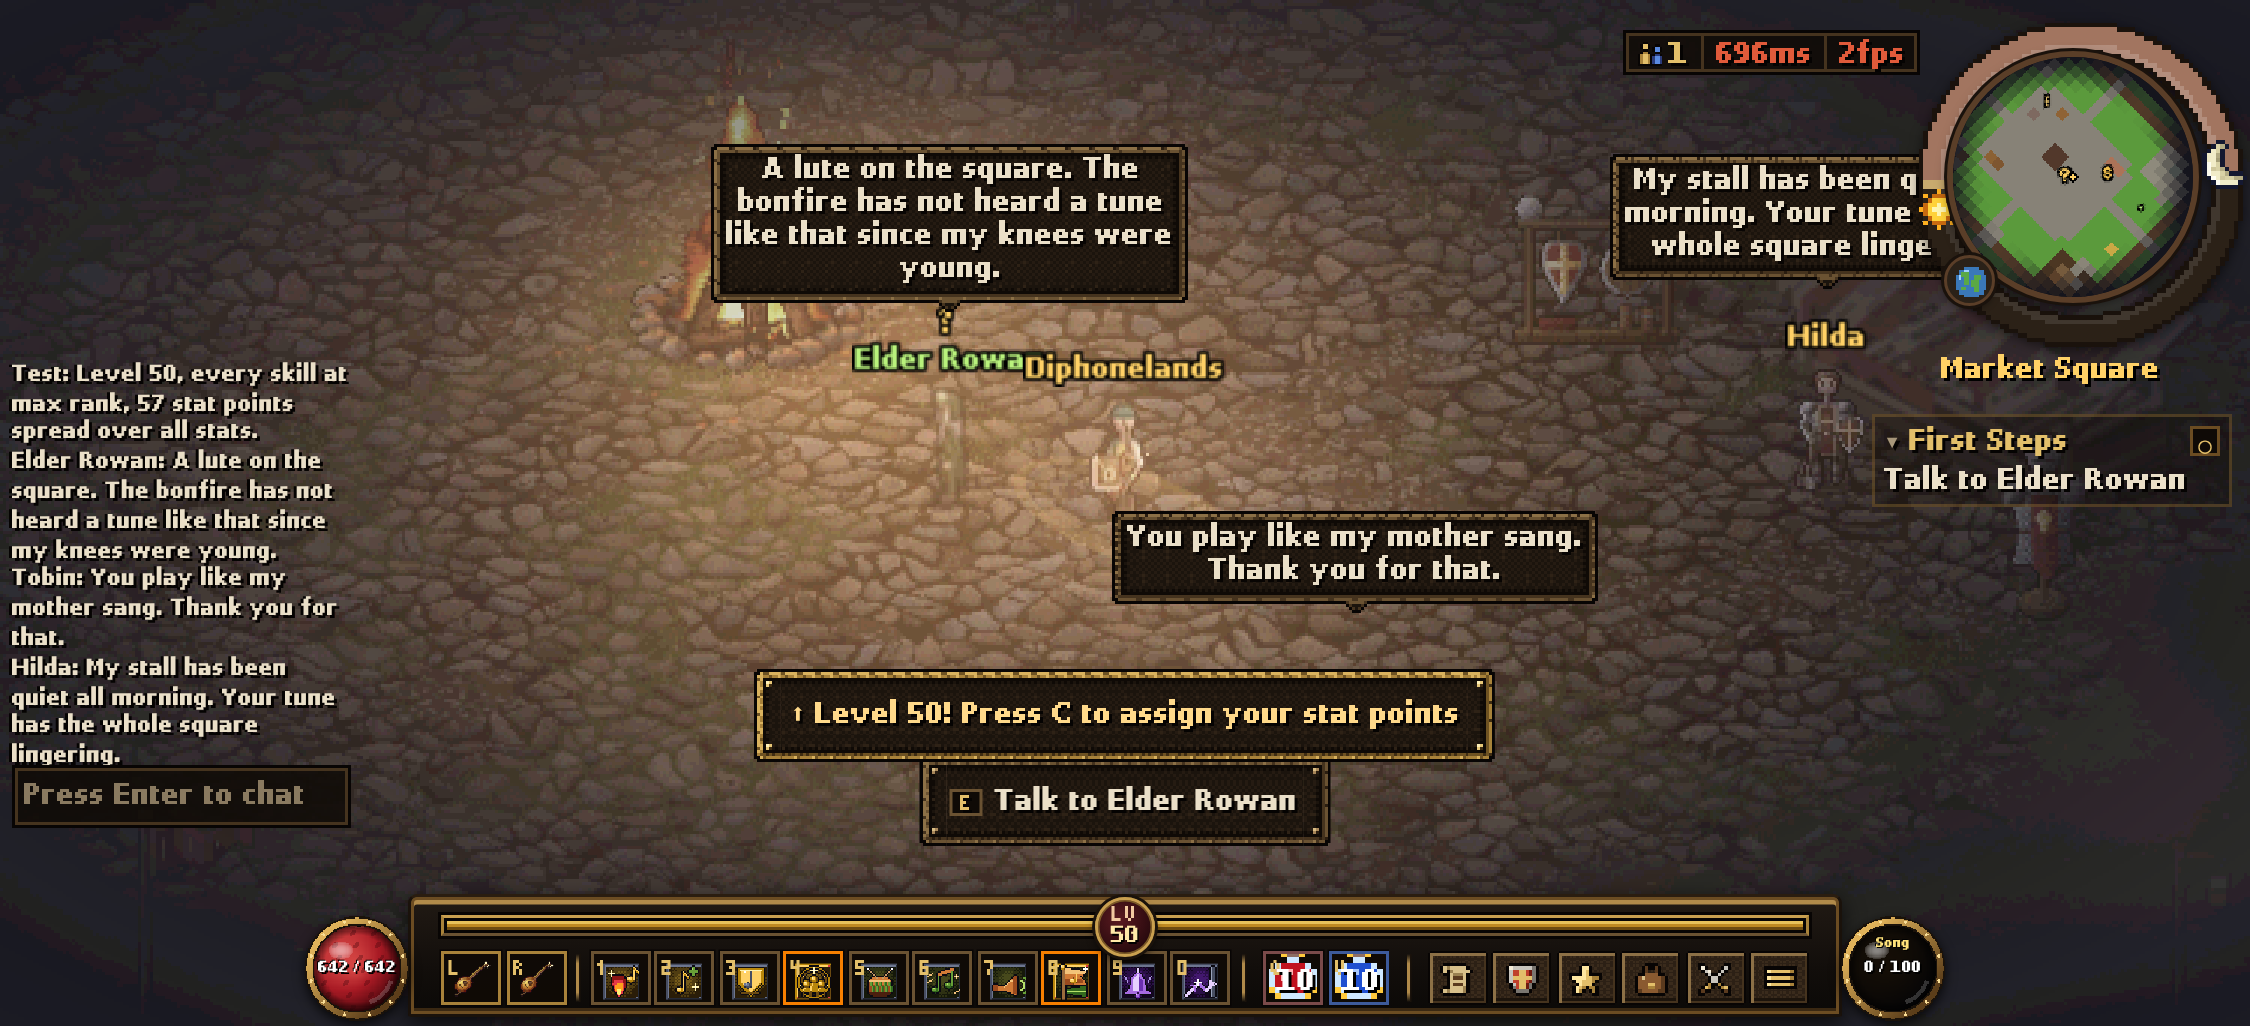 1 696ms 2fps
A lute on the square. The
bonfire has not heard a tune
like that since my knees were
young.
My stall has been q
morning. Your tune
whole square linge
Elder Rowa
Diphonelands
Hilda
Market Square
First Steps
Talk to Elder Rowan
Test: Level 50, every skill at
max rank, 57 stat points
spread over all stats.
Elder Rowan: A lute on the
square. The bonfire has not
heard a tune like that since
my knees were young.
Tobin: You play like my
mother sang. Thank you for
that.
Hilda: My stall has been
quiet all morning. Your tune
has the whole square
lingering.
Press Enter to chat
You play like my mother sang.
Thank you for that.
↑ Level 50! Press C to assign your stat points
E Talk to Elder Rowan
LV
50
642 / 642
L R 1 2 3 4 5 6 7 8 9 0
10 10
Song
0 / 100